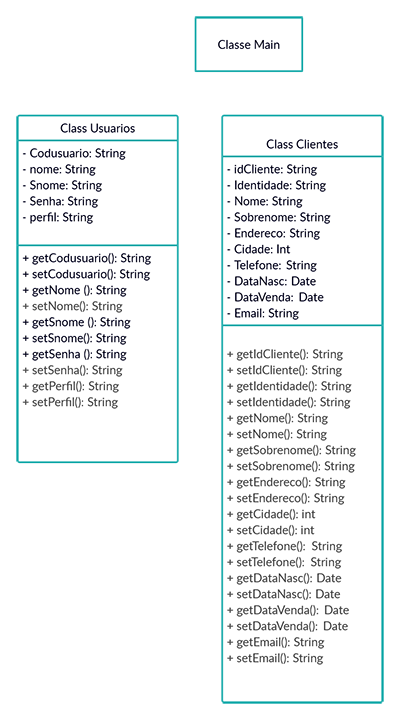 Classe Main
Class Usuarios
- Codusuario: String
- nome: String
- Snome: String
- Senha: String
- perfil: String
+ getCodusuario(): String
+ setCodusuario(): String
+ getNome (): String
+ setNome(): String
+ getSnome (): String
+ setSnome(): String
+ getSenha (): String
+ setSenha(): String
+ getPerfil(): String
+ setPerfil(): String
Class Clientes
- idCliente: String
- Identidade: String
- Nome: String
- Sobrenome: String
- Endereco: String
- Cidade: Int
- Telefone: String
- DataNasc: Date
- DataVenda: Date
- Email: String
+ getIdCliente(): String
+ setIdCliente(): String
+ getIdentidade(): String
+ setIdentidade(): String
+ getNome(): String
+ setNome(): String
+ getSobrenome(): String
+ setSobrenome(): String
+ getEndereco(): String
+ setEndereco(): String
+ getCidade(): int
+ setCidade(): int
+ getTelefone(): String
+ setTelefone(): String
+ getDataNasc(): Date
+ setDataNasc(): Date
+ getDataVenda(): Date
+ setDataVenda(): Date
+ getEmail(): String
+ setEmail(): String